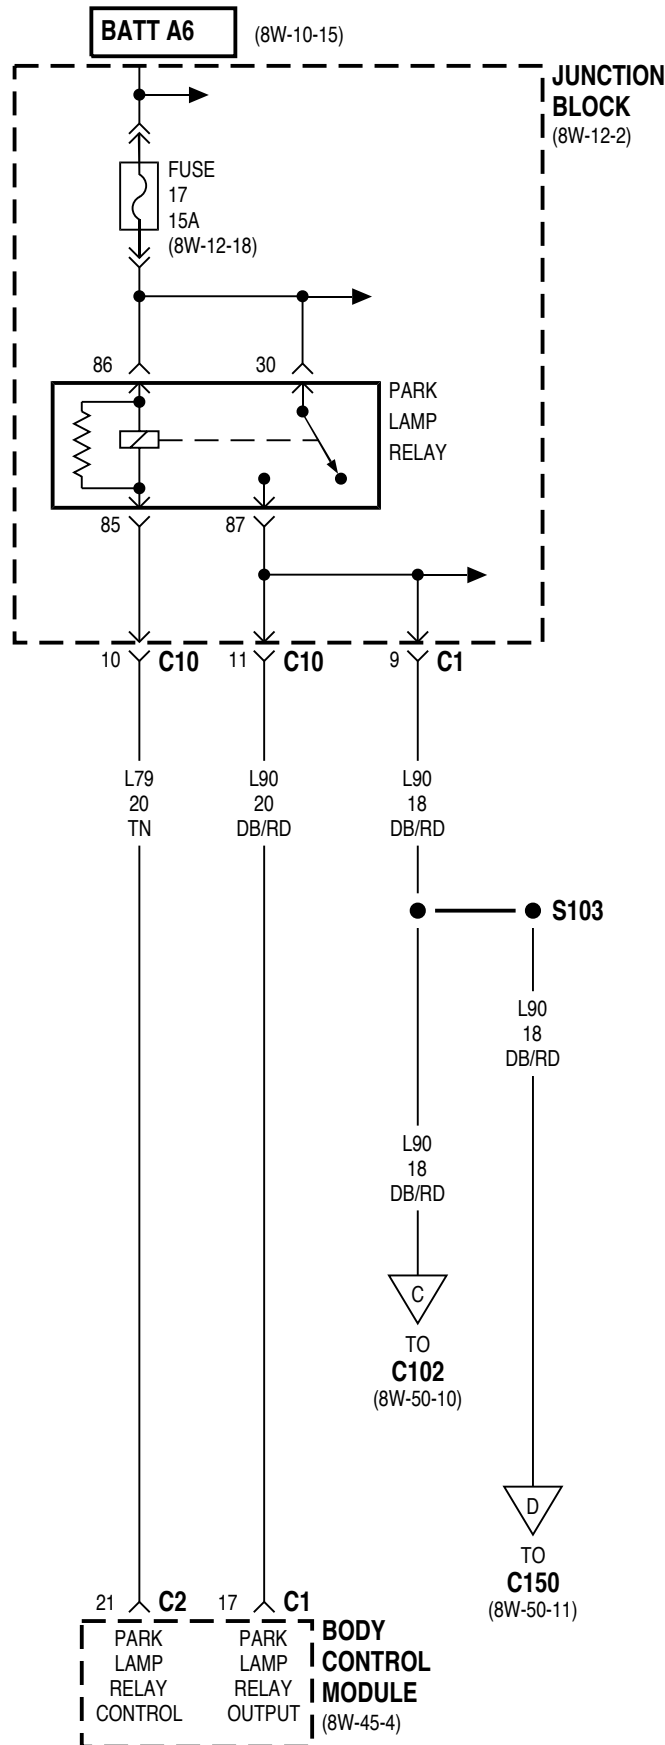 BATT A6
(8W-10-15)
JUNCTION
BLOCK
(8W-12-2)
FUSE
17
15A
(8W-12-18)
86
30
PARK
LAMP
RELAY
85
87
10
C10
11
C10
9
C1
L79
20
TN
L90
20
DB/RD
L90
18
DB/RD
S103
L90
18
DB/RD
L90
18
DB/RD
C
TO
C102
(8W-50-10)
D
TO
C150
(8W-50-11)
21
C2
17
C1
PARK
LAMP
RELAY
CONTROL
PARK
LAMP
RELAY
OUTPUT
BODY
CONTROL
MODULE
(8W-45-4)